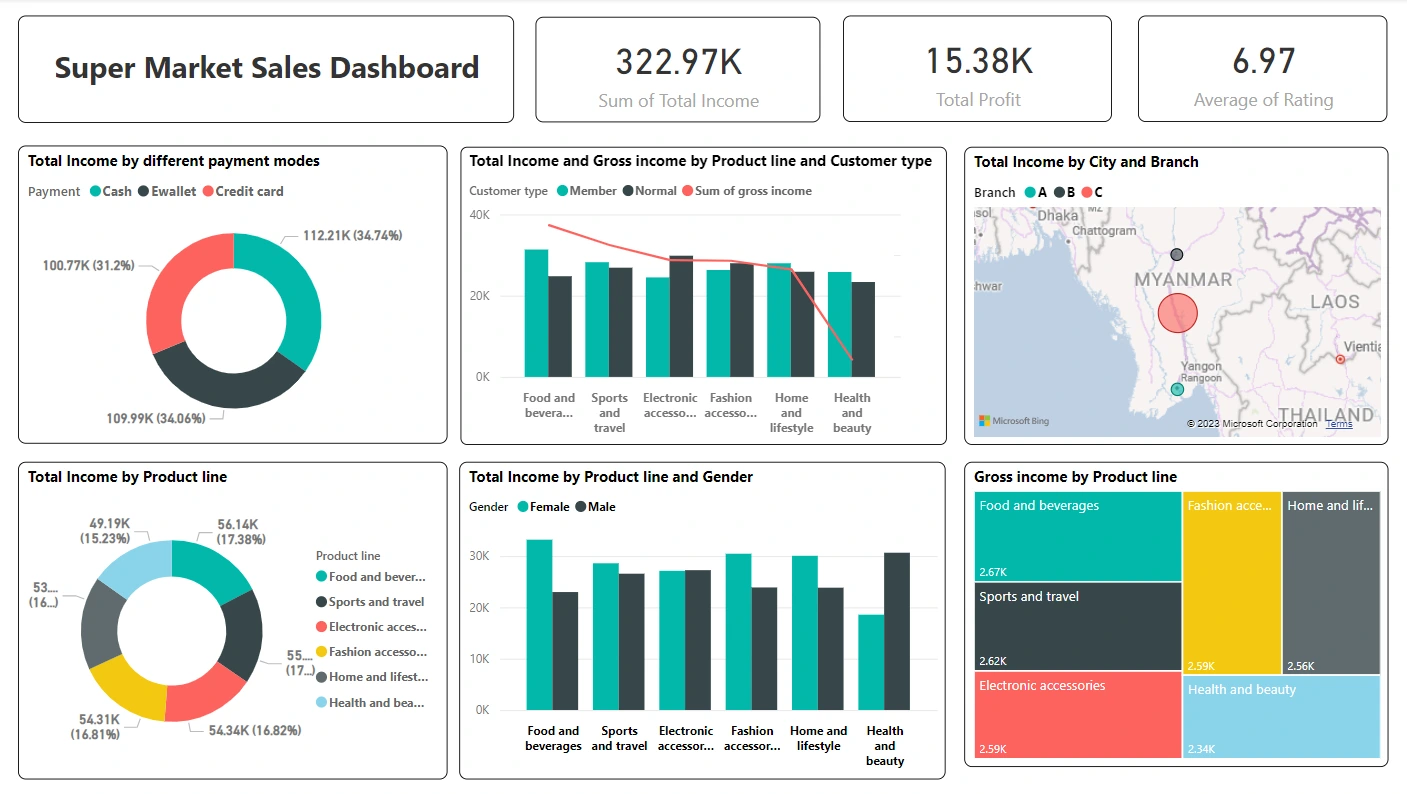 Super Market Sales Dashboard
322.97K
Sum of Total Income
15.38K
Total Profit
6.97
Average of Rating
Total Income by different payment modes
Payment Cash Ewallet Credit card
112.21K (34.74%)
100.77K (31.2%)
109.99K (34.06%)
Total Income and Gross income by Product line and Customer type
Customer type Member Normal Sum of gross income
40K
20K
0K
Food and
bevera...
Sports
and
travel
Electronic
accesso...
Fashion
accesso...
Home
and
lifestyle
Health
and
beauty
Total Income by City and Branch
Branch A B C
Dhaka
MZ
Chattogram
MYANMAR
LAOS
Yangon
Rangoon
THAILAND
Microsoft Bing
© 2023 Microsoft Corporation Terms
Total Income by Product line
49.19K
(15.23%)
56.14K
(17.38%)
53....
(16...)
55....
(17...)
54.31K
(16.81%)
54.34K (16.82%)
Product line
Food and bever...
Sports and travel
Electronic acces...
Fashion accesso...
Home and lifest...
Health and bea...
Total Income by Product line and Gender
Gender Female Male
30K
20K
10K
0K
Food and
beverages
Sports
and travel
Electronic
accessor...
Fashion
accessor...
Home and
lifestyle
Health
and
beauty
Gross income by Product line
Food and beverages
2.67K
Sports and travel
2.62K
Electronic accessories
2.59K
Fashion acce...
2.59K
Home and lif...
2.56K
Health and beauty
2.34K